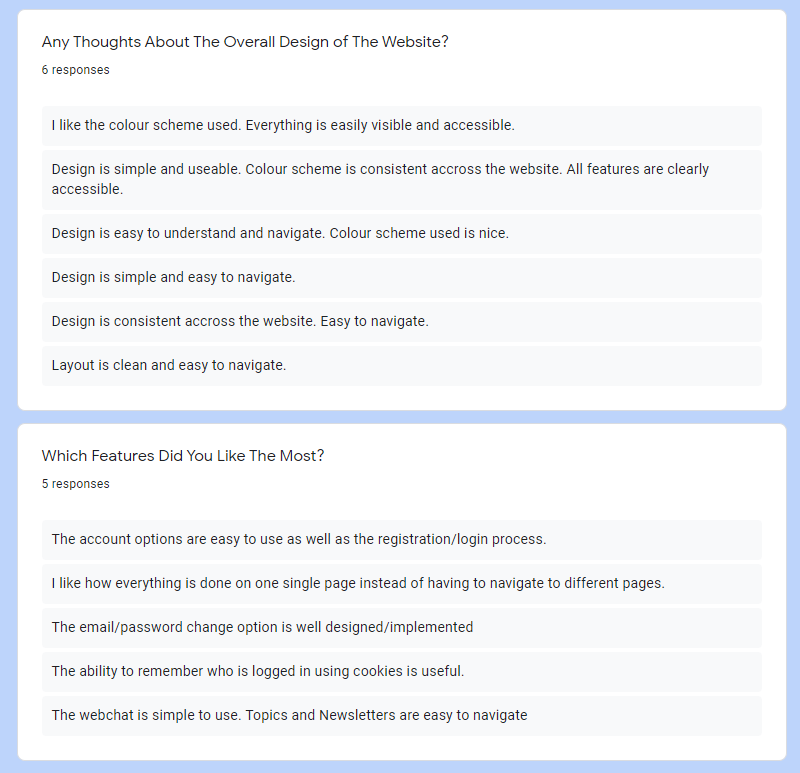 Any Thoughts About The Overall Design of The Website?
6 responses
I like the colour scheme used. Everything is easily visible and accessible.
Design is simple and useable. Colour scheme is consistent accross the website. All features are clearly
accessible.
Design is easy to understand and navigate. Colour scheme used is nice.
Design is simple and easy to navigate.
Design is consistent accross the website. Easy to navigate.
Layout is clean and easy to navigate.
Which Features Did You Like The Most?
5 responses
The account options are easy to use as well as the registration/login process.
I like how everything is done on one single page instead of having to navigate to different pages.
The email/password change option is well designed/implemented
The ability to remember who is logged in using cookies is useful.
The webchat is simple to use. Topics and Newsletters are easy to navigate